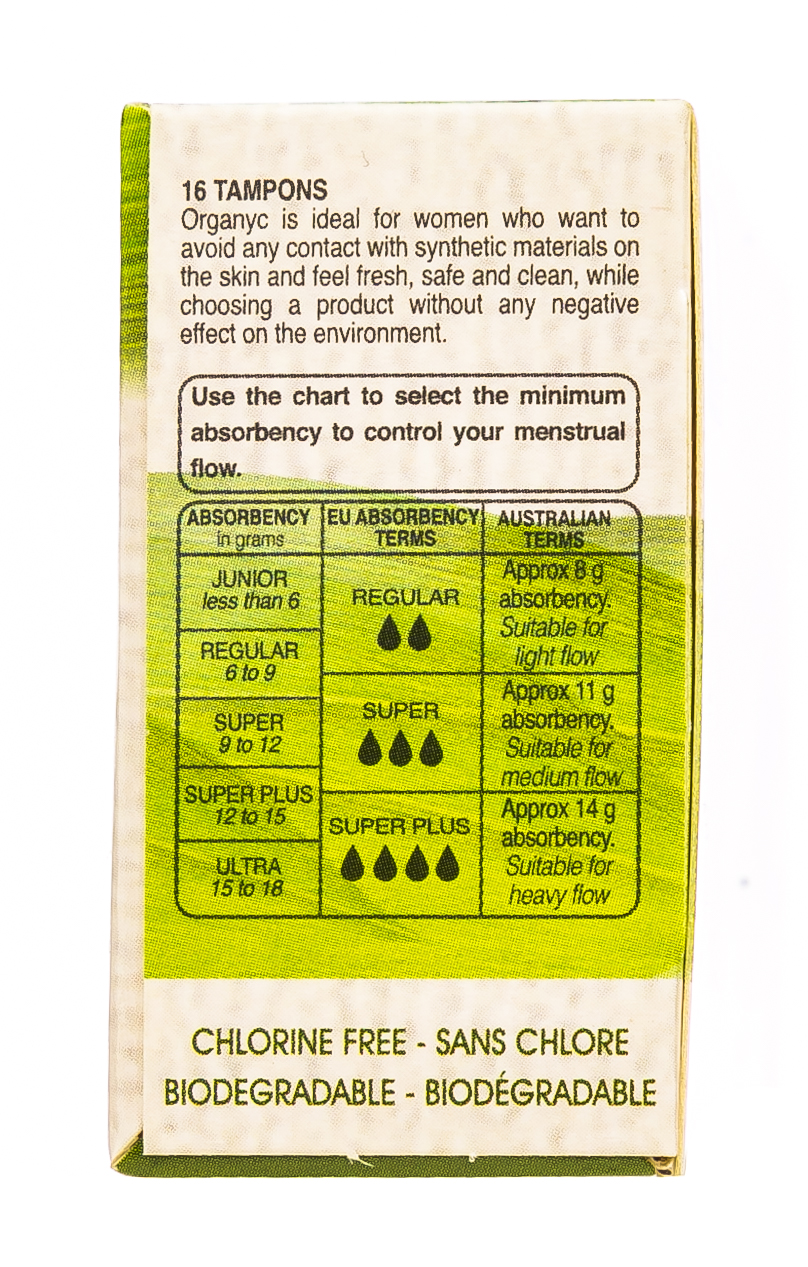 16 TAMPONS
Organyc is ideal for women who want to
avoid any contact with synthetic materials on
the skin and feel fresh, safe and clean, while
choosing a product without any negative
effect on the environment.
Use the chart to select the minimum
absorbency to control your menstrual
flow.
ABSORBENCY
in grams
JUNIOR
less than 6
REGULAR
6 to 9
SUPER
9 to 12
SUPER PLUS
12 to 15
ULTRA
15 to 18
EU ABSORBENCY
TERMS
REGULAR
SUPER
SUPER PLUS
AUSTRALIAN
TERMS
Approx 8 g
absorbency.
Suitable for
light flow
Approx 11 g
absorbency.
Suitable for
medium flow
Approx 14 g
absorbency.
Suitable for
heavy flow
CHLORINE FREE - SANS CHLORE
BIODEGRADABLE - BIODÉGRADABLE